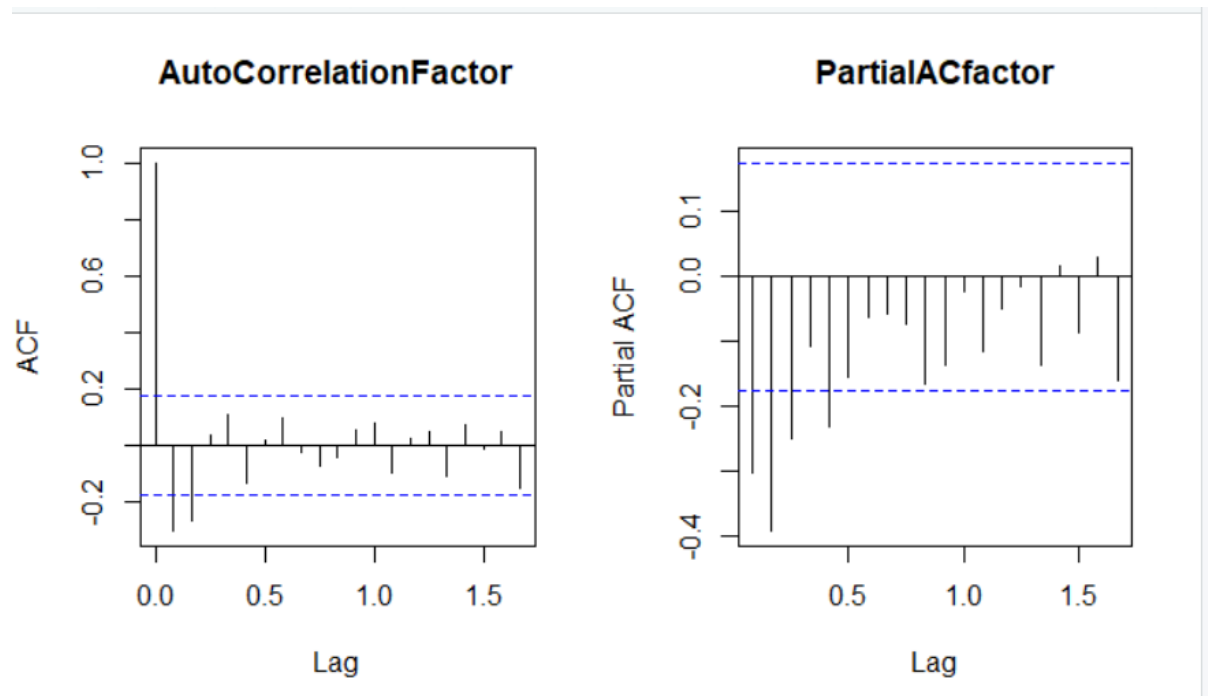 AutoCorrelationFactor
ACF
1.0
0.6
0.2
-0.2
0.0 0.5 1.0 1.5
Lag
PartialACfactor
Partial ACF
0.1
0.0
-0.2
-0.4
0.5 1.0 1.5
Lag